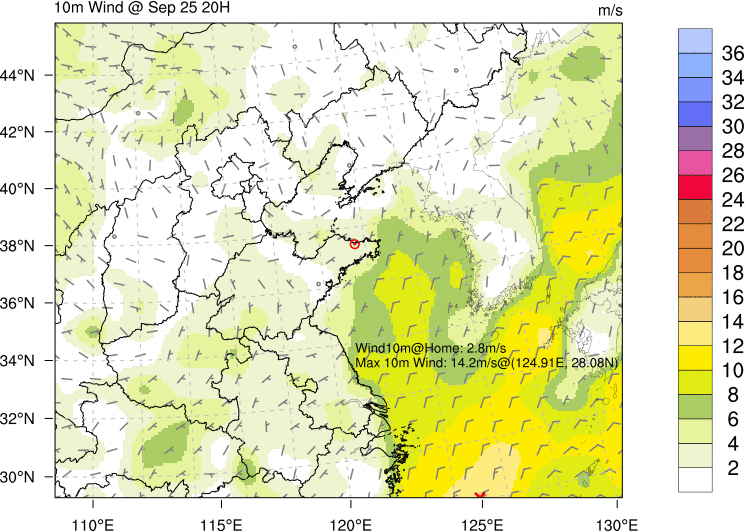 10m Wind @ Sep 25 20H
m/s
44°N
42°N
40°N
38°N
36°N
34°N
32°N
30°N
Wind10m@Home: 2.8m/s
Max 10m Wind: 14.2m/s@(124.91E, 28.08N)
110°E
115°E
120°E
125°E
130°E
36
34
32
30
28
26
24
22
20
18
16
14
12
10
8
6
4
2